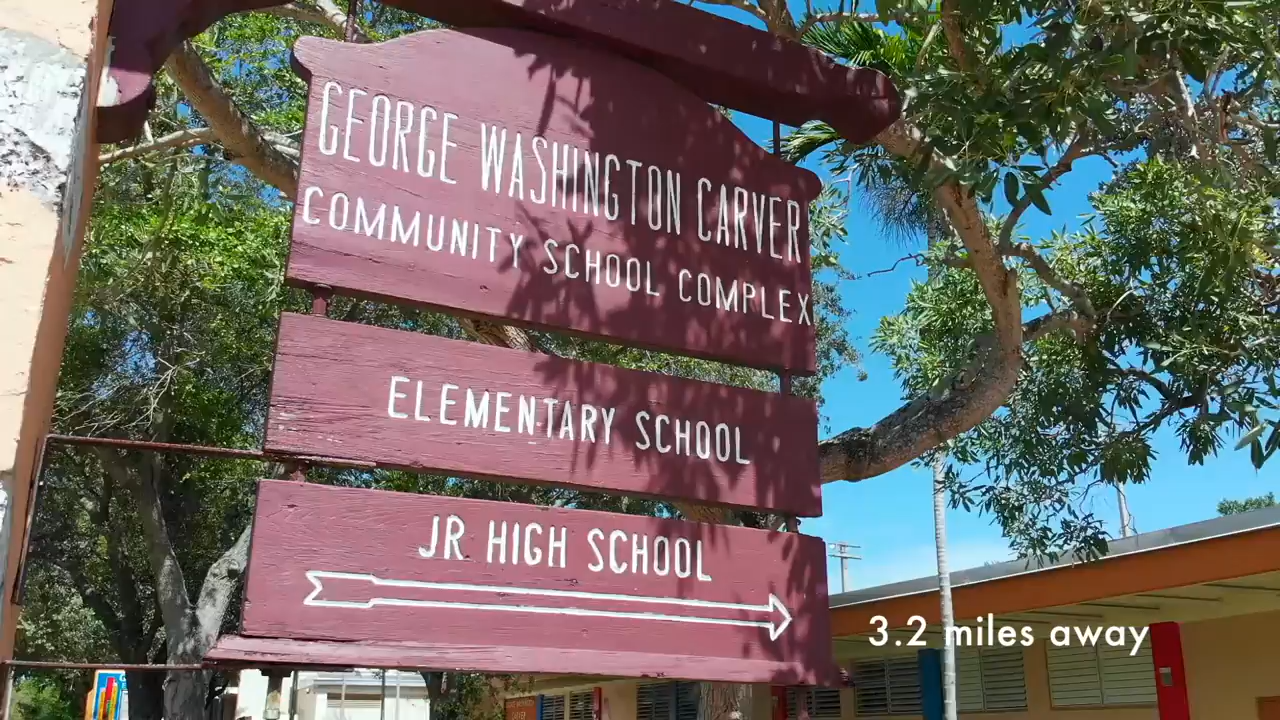 GEORGE WASHINGTON CARVER
COMMUNITY SCHOOL COMPLEX
ELEMENTARY SCHOOL
JR HIGH SCHOOL
3.2 miles away